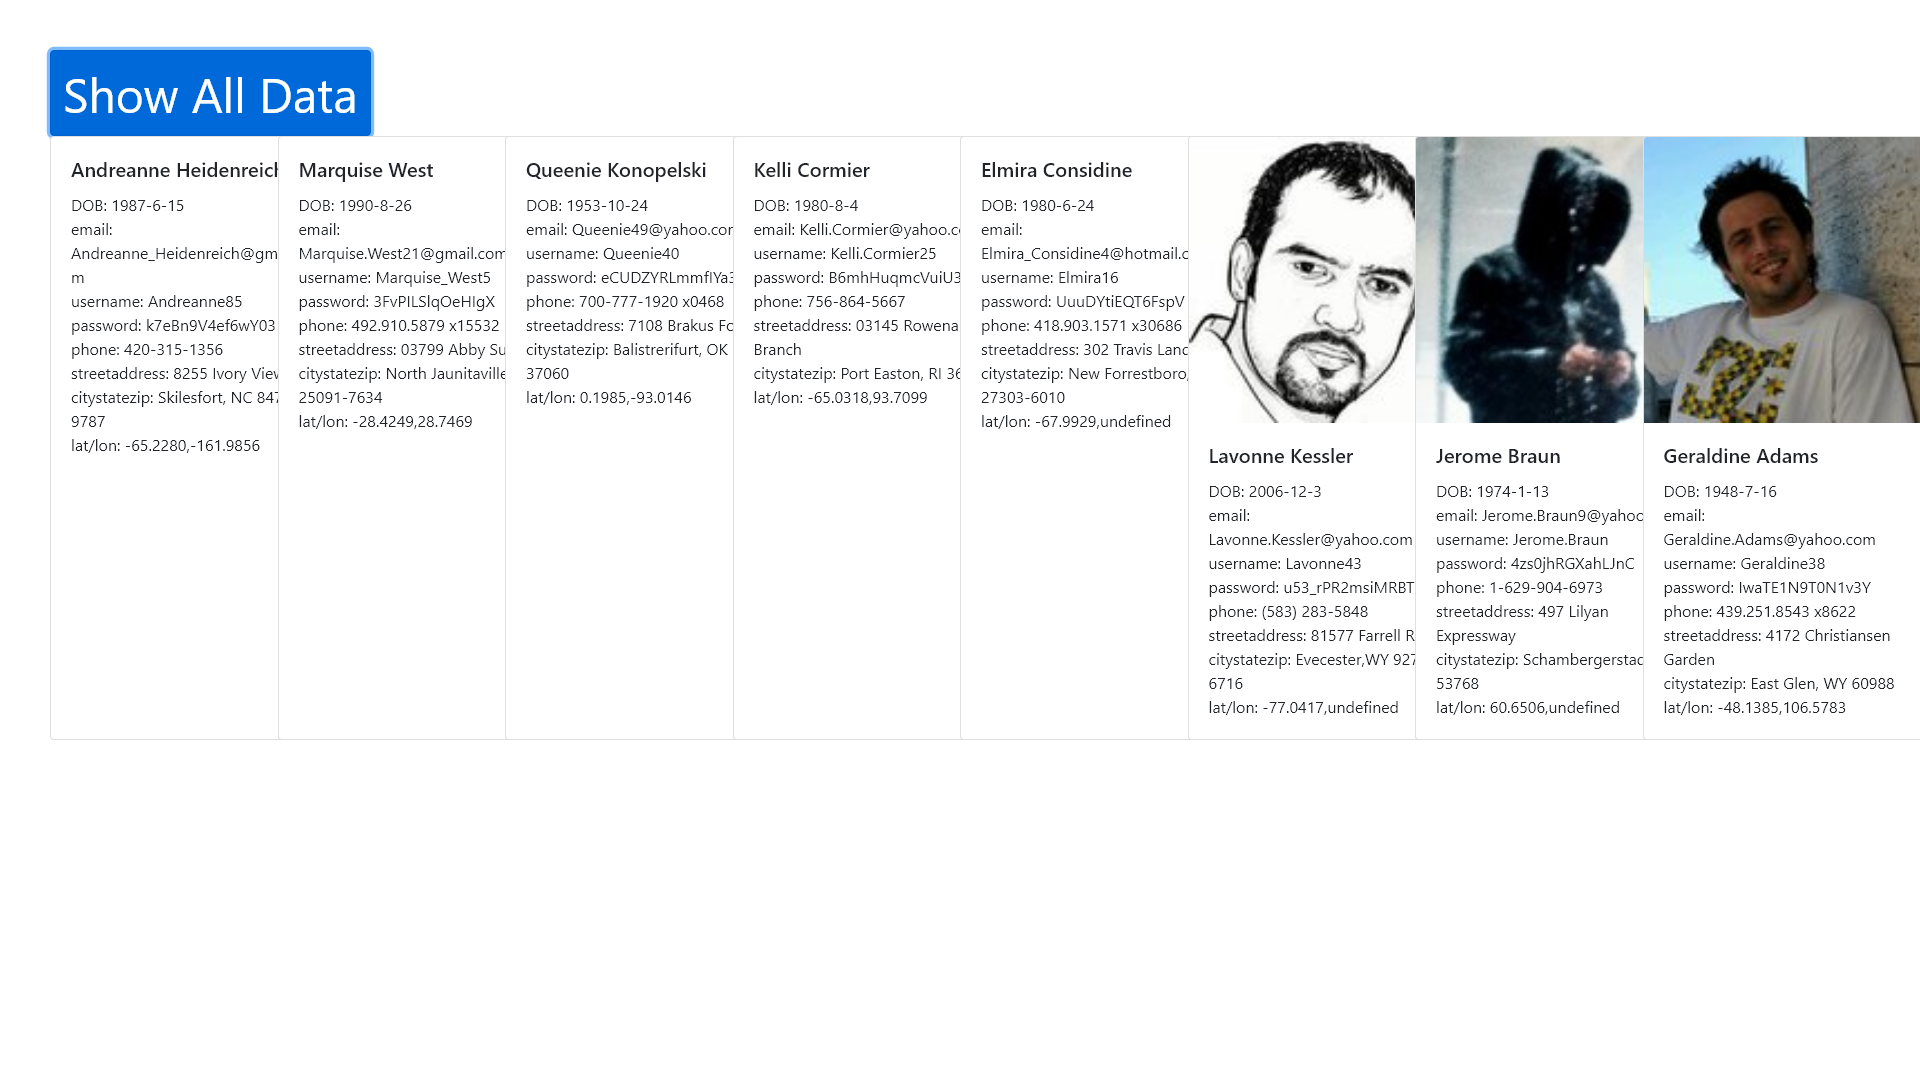 Show All Data
Andreanne Heidenreich
DOB: 1987-6-15
email:
Andreanne_Heidenreich@gm
m
username: Andreanne85
password: k7eBn9V4ef6wY03
phone: 420-315-1356
streetaddress: 8255 Ivory View
citystatezip: Skilesfort, NC 847
9787
lat/lon: -65.2280,-161.9856
Marquise West
DOB: 1990-8-26
email:
Marquise.West21@gmail.com
username: Marquise_West5
password: 3FvPILSlqOeHIgX
phone: 492.910.5879 x15532
streetaddress: 03799 Abby Su
citystatezip: North Jaunitaville
25091-7634
lat/lon: -28.4249,28.7469
Queenie Konopelski
DOB: 1953-10-24
email: Queenie49@yahoo.com
username: Queenie40
password: eCUDZYRLmmfIYa3
phone: 700-777-1920 x0468
streetaddress: 7108 Brakus Fo
citystatezip: Balistrerifurt, OK
37060
lat/lon: 0.1985,-93.0146
Kelli Cormier
DOB: 1980-8-4
email: Kelli.Cormier@yahoo.co
username: Kelli.Cormier25
password: B6mhHuqmcVuiU3
phone: 756-864-5667
streetaddress: 03145 Rowena
Branch
citystatezip: Port Easton, RI 36
lat/lon: -65.0318,93.7099
Elmira Considine
DOB: 1980-6-24
email:
Elmira_Considine4@hotmail.c
username: Elmira16
password: UuuDYtiEQT6FspV
phone: 418.903.1571 x30686
streetaddress: 302 Travis Land
citystatezip: New Forrestboro,
27303-6010
lat/lon: -67.9929,undefined
Lavonne Kessler
DOB: 2006-12-3
email:
Lavonne.Kessler@yahoo.com
username: Lavonne43
password: u53_rPR2msiMRBT
phone: (583) 283-5848
streetaddress: 81577 Farrell R
citystatezip: Evecester,WY 927
6716
lat/lon: -77.0417,undefined
Jerome Braun
DOB: 1974-1-13
email: Jerome.Braun9@yahoo
username: Jerome.Braun
password: 4zs0jhRGXahLJnC
phone: 1-629-904-6973
streetaddress: 497 Lilyan
Expressway
citystatezip: Schambergerstad
53768
lat/lon: 60.6506,undefined
Geraldine Adams
DOB: 1948-7-16
email:
Geraldine.Adams@yahoo.com
username: Geraldine38
password: IwaTE1N9T0N1v3Y
phone: 439.251.8543 x8622
streetaddress: 4172 Christiansen
Garden
citystatezip: East Glen, WY 60988
lat/lon: -48.1385,106.5783